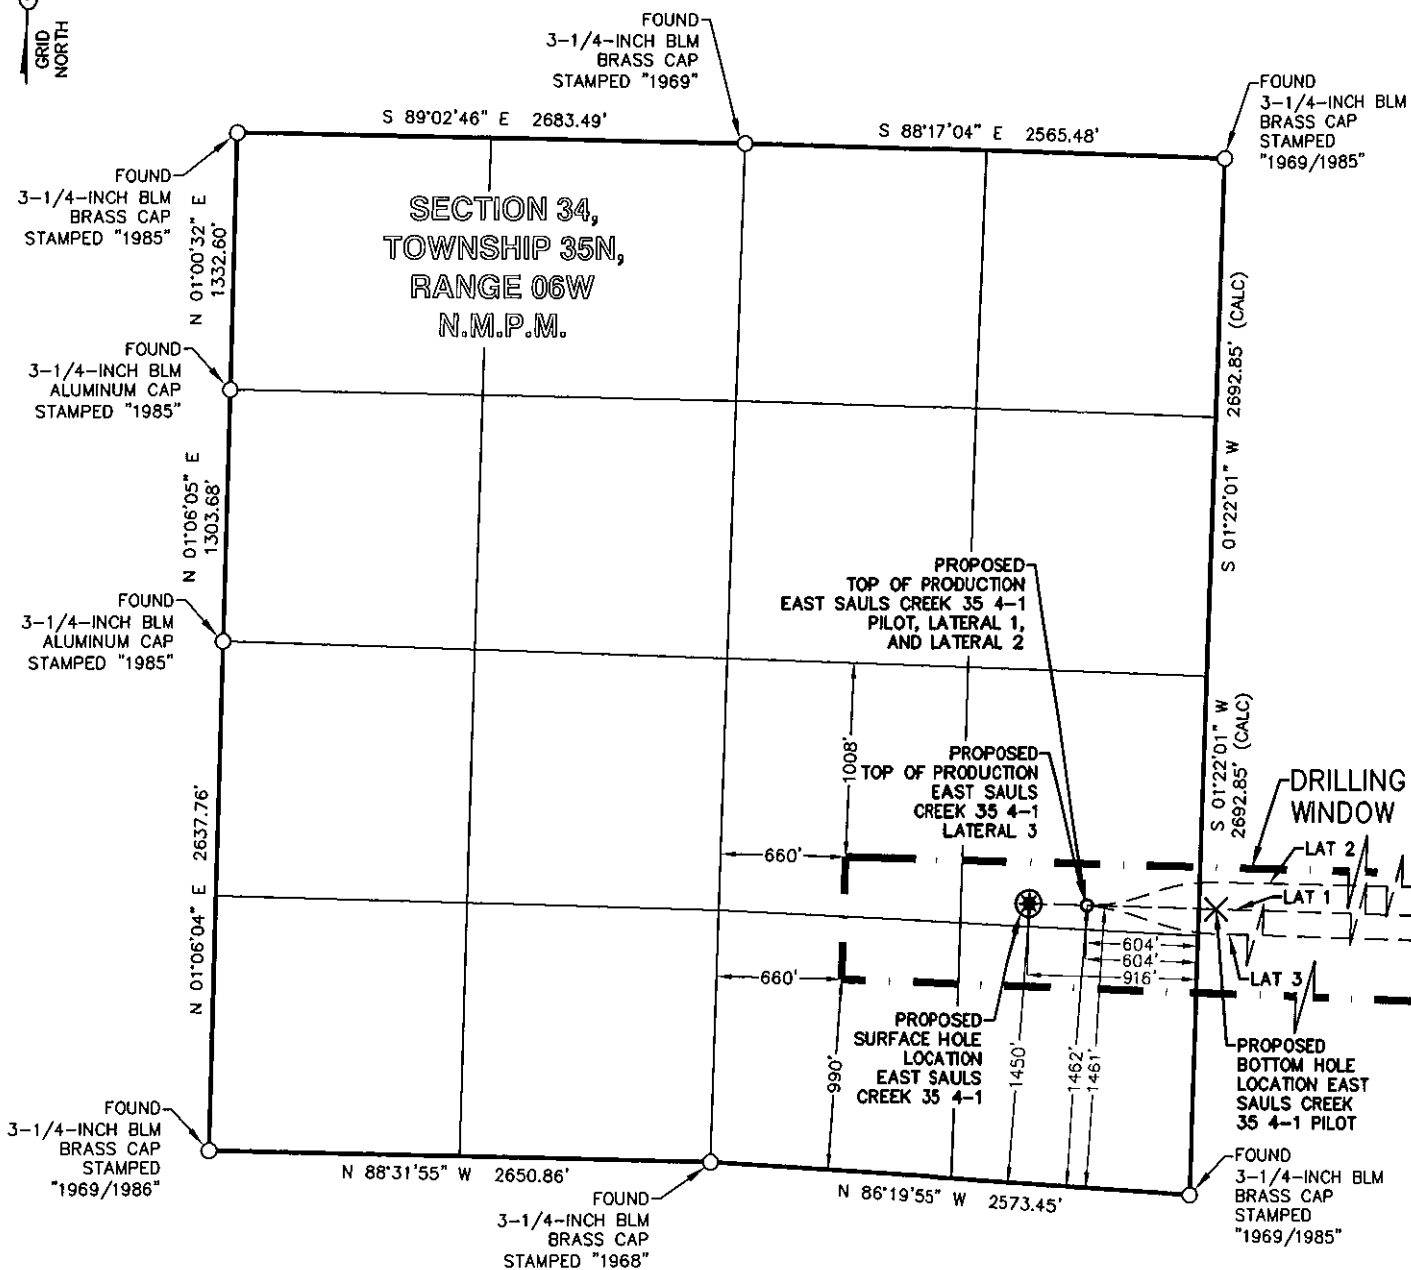 GRID
NORTH
FOUND
3-1/4-INCH BLM
BRASS CAP
STAMPED "1969"
FOUND
3-1/4-INCH BLM
BRASS CAP
STAMPED
"1969/1985"
S 89°02'46" E 2683.49'
S 88°17'04" E 2565.48'
FOUND
3-1/4-INCH BLM
BRASS CAP
STAMPED "1985"
N 01°00'32" E
1332.60'
SECTION 34,
TOWNSHIP 35N,
RANGE 06W
N.M.P.M.
S 01°22'01" W 2692.85' (CALC)
FOUND
3-1/4-INCH BLM
ALUMINUM CAP
STAMPED "1985"
N 01°06'05" E
1303.68'
FOUND
3-1/4-INCH BLM
ALUMINUM CAP
STAMPED "1985"
PROPOSED
TOP OF PRODUCTION
EAST SAULS CREEK 35 4-1
PILOT, LATERAL 1,
AND LATERAL 2
S 01°22'01" W
2692.85' (CALC)
1008'
PROPOSED
TOP OF PRODUCTION
EAST SAULS
CREEK 35 4-1
LATERAL 3
DRILLING
WINDOW
N 01°06'04" E 2637.76'
660'
LAT 2
LAT 1
604'
604'
916'
660'
LAT 3
PROPOSED
SURFACE HOLE
LOCATION
EAST SAULS
CREEK 35 4-1
990'
1450'
1462'
1461'
PROPOSED
BOTTOM HOLE
LOCATION EAST
SAULS CREEK
35 4-1 PILOT
FOUND
3-1/4-INCH BLM
BRASS CAP
STAMPED
"1969/1986"
N 88°31'55" W 2650.86'
FOUND
3-1/4-INCH BLM
BRASS CAP
STAMPED "1968"
N 86°19'55" W 2573.45'
FOUND
3-1/4-INCH BLM
BRASS CAP
STAMPED
"1969/1985"